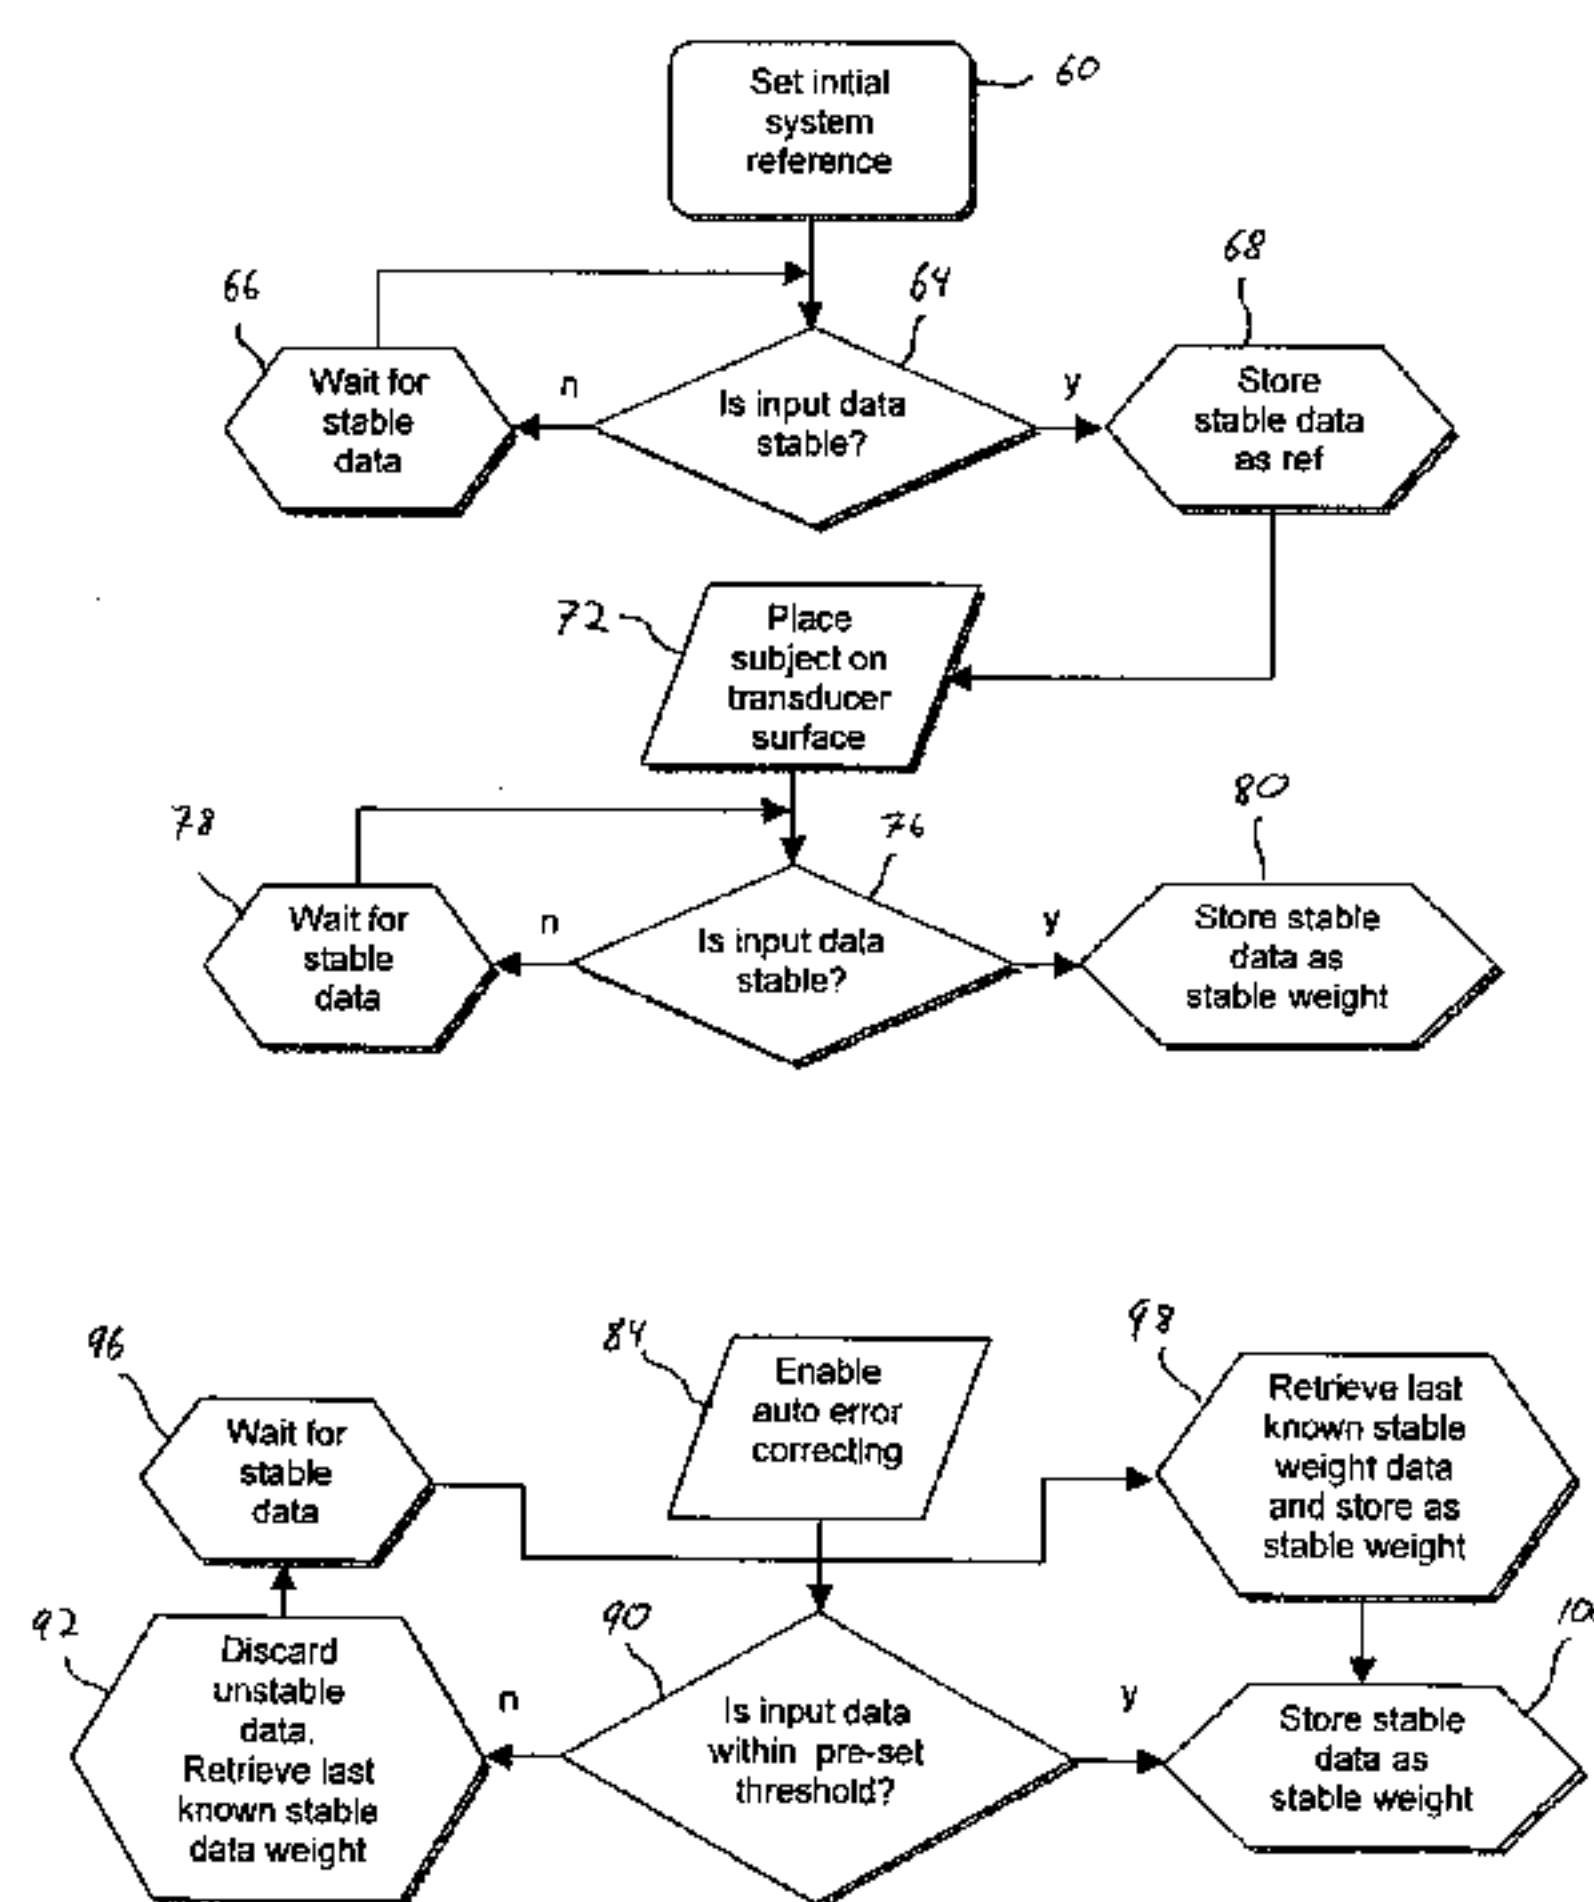 Set initial
system
reference
60
66
64
68
Wait for
stable
data
n
Is input data
stable?
y
Store
stable data
as ref
72
Place
subject on
transducer
surface
78
76
80
Wait for
stable
data
n
Is input data
stable?
y
Store stable
data as
stable weight
96
84
98
Wait for
stable
data
Enable
auto error
correcting
Retrieve last
known stable
weight data
and store as
stable weight
92
90
Discard
unstable
data.
Retrieve last
known stable
data weight
n
Is input data
within pre-set
threshold?
y
Store stable
data as
stable weight